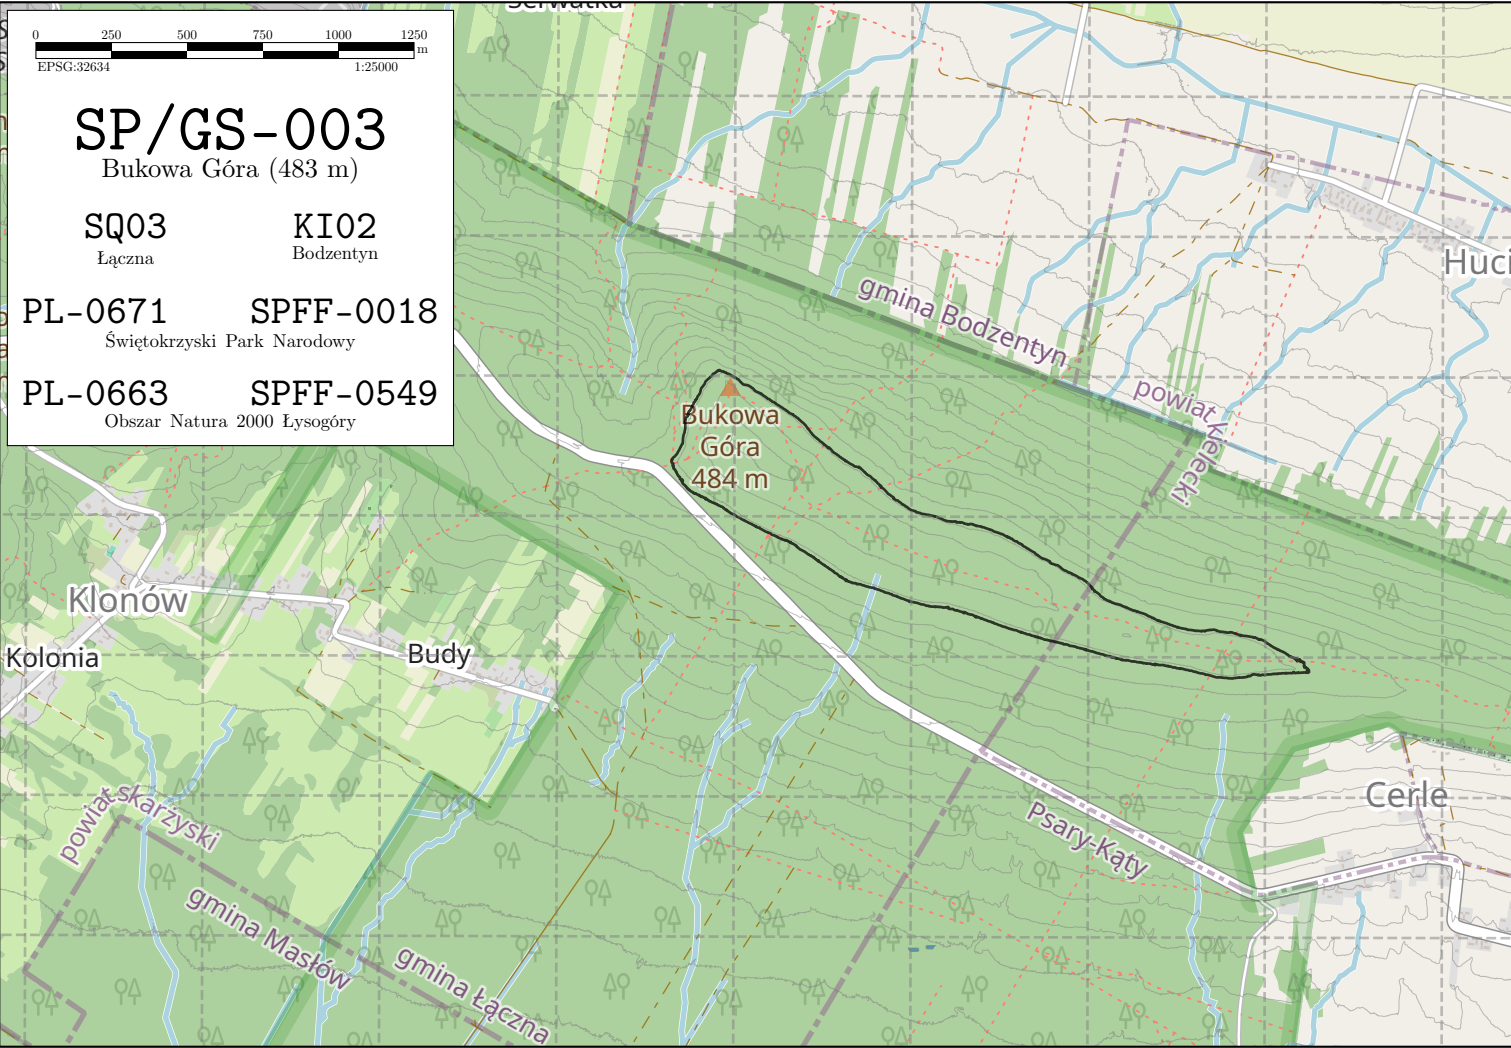 Serwatka
0 250 500 750 1000 1250
m
EPSG:32634 1:25000
SP/GS-003
Bukowa Góra (483 m)
SQ03 KI02
Łączna Bodzentyn
PL-0671 SPFF-0018
Świętokrzyski Park Narodowy
PL-0663 SPFF-0549
Obszar Natura 2000 Łysogóry
Huci
gmina Bodzentyn
powiat kielecki
Bukowa
Góra
484 m
Klonów
Kolonia
Budy
powiat skarżyski
gmina Masłów
gmina Łączna
Psary-Kąty
Cerle